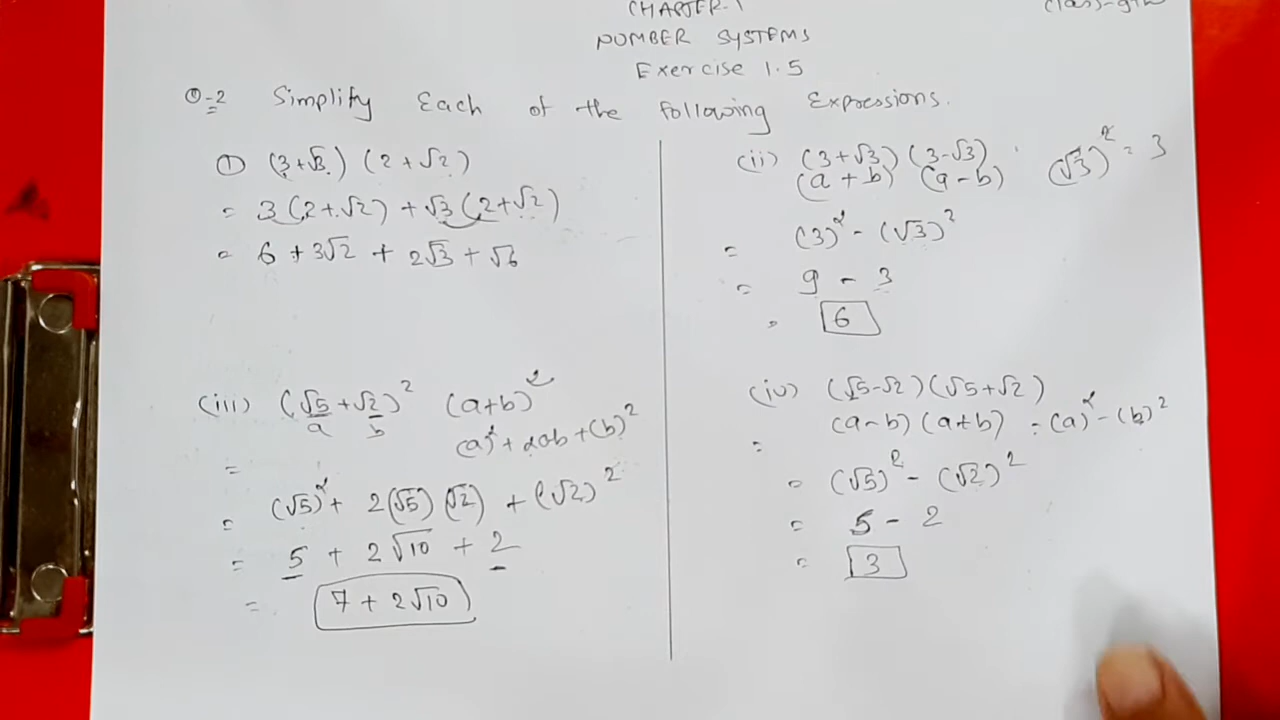 CHAPTER-1
Class-9th
NUMBER SYSTEMS
Exercise 1.5
Q-2 Simplify Each of the following Expressions.
(i) (3+√3) (2+√2)
= 3(2+√2) + √3(2+√2)
= 6 + 3√2 + 2√3 + √6
(ii) (3+√3) (3-√3) (√3)² = 3
(a + b) (a - b)
= (3)² - (√3)²
= 9 - 3
= 6
(iii) (√5 + √2)² (a+b)²
a b (a)² + 2ab + (b)²
=
= (√5)² + 2(√5)(√2) + (√2)²
= 5 + 2√10 + 2
= 7 + 2√10
(iv) (√5-√2) (√5+√2)
= (a-b) (a+b) = (a)² - (b)²
= (√5)² - (√2)²
= 5 - 2
= 3